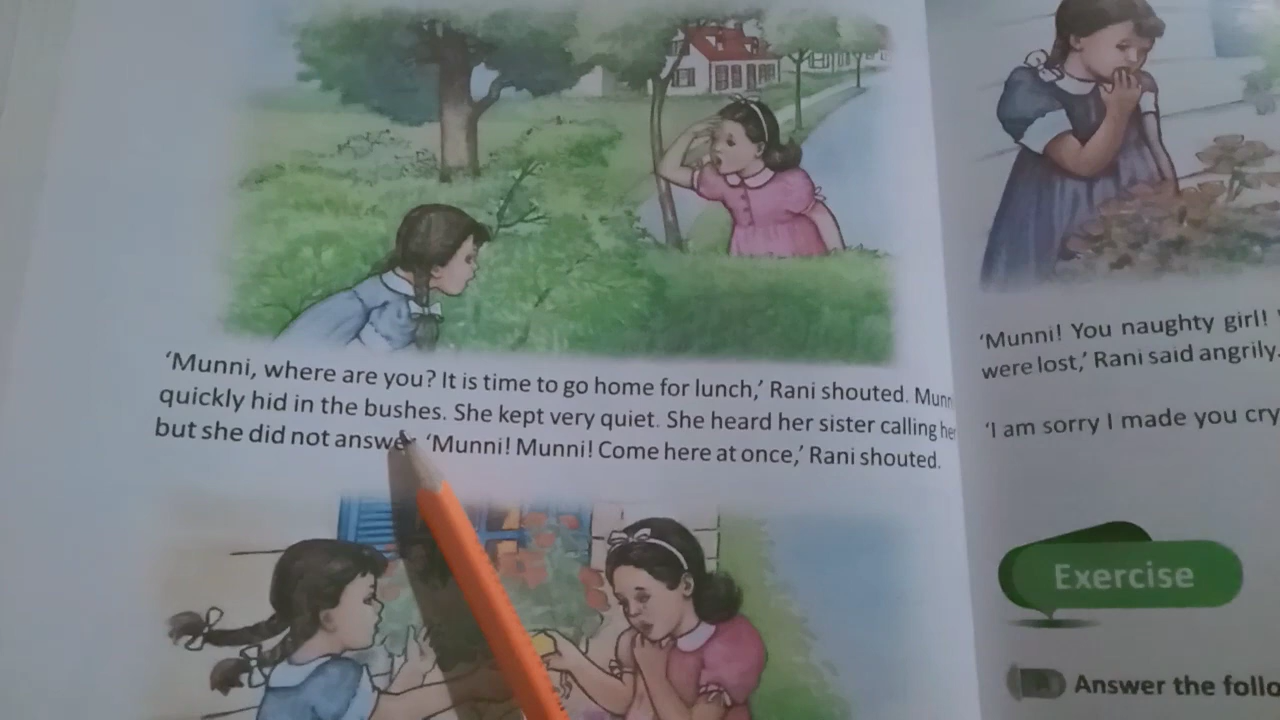 'Munni, where are you? It is time to go home for lunch,' Rani shouted.
quickly hid in the bushes. She kept very quiet. She heard her sister calling
but she did not 'Munni! Munni! Come here at once,' Rani shouted.
'Munni! You naughty girl!
were lost,' Rani said angrily.
'I am sorry I made you cry
Exercise
Answer the